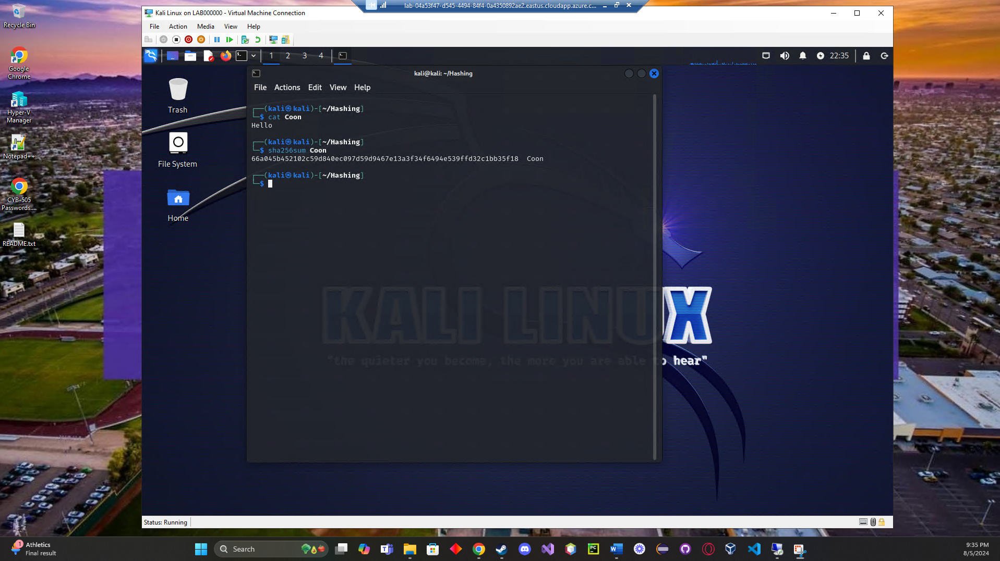 lab-04a53f47-d545-4494-84f4-0a4350892ae2.eastus.cloudapp.azure.c...
Recycle Bin
Google Chrome
Hyper-V Manager
Notepad++
CYB-505 Passwords....
README.txt
Kali Linux on LAB000000 - Virtual Machine Connection
File Action Media View Help
1 2 3 4 22:35
Trash
File System
Home
kali@kali: ~/Hashing
File Actions Edit View Help
┌──(kali㉿kali)-[~/Hashing]
└─$ cat Coon
Hello
┌──(kali㉿kali)-[~/Hashing]
└─$ sha256sum Coon
66a045b452102c59d840ec097d59d9467e13a3f34f6494e539ffd32c1bb35f18  Coon
┌──(kali㉿kali)-[~/Hashing]
└─$
KALI LINUX
"the quieter you become, the more you are able to hear"
Status: Running
1
Athletics
Final result
Search
PC
9:35 PM
8/5/2024